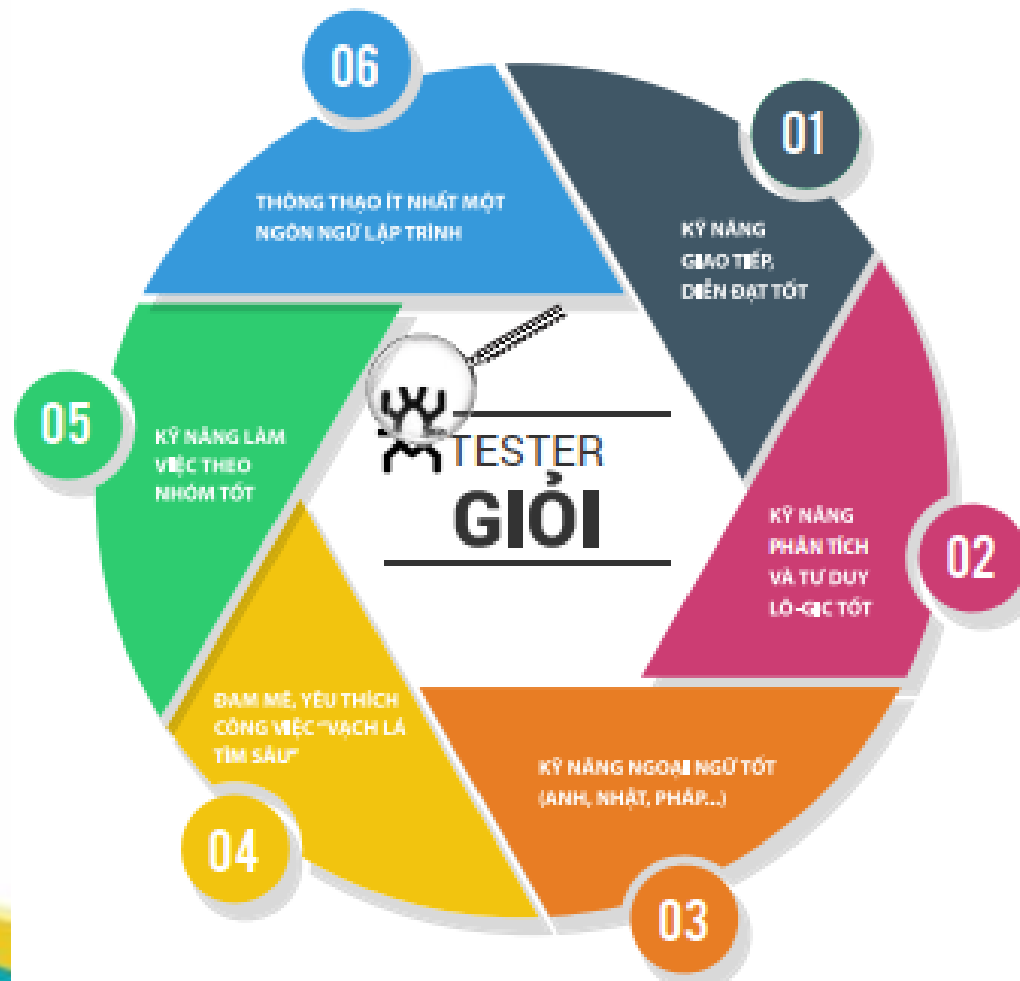 01
KỸ NĂNG
GIAO TIẾP,
DIỄN ĐẠT TỐT
02
KỸ NĂNG
PHÂN TÍCH
VÀ TƯ DUY
LÔ-GIC TỐT
03
KỸ NĂNG NGOẠI NGỮ TỐT
(ANH, NHẬT, PHÁP...)
04
ĐAM MÊ, YÊU THÍCH
CÔNG VIỆC "VẠCH LÁ
TÌM SÂU"
05
KỸ NĂNG LÀM
VIỆC THEO
NHÓM TỐT
06
THÔNG THẠO ÍT NHẤT MỘT
NGÔN NGỮ LẬP TRÌNH
TESTER
GIỎI